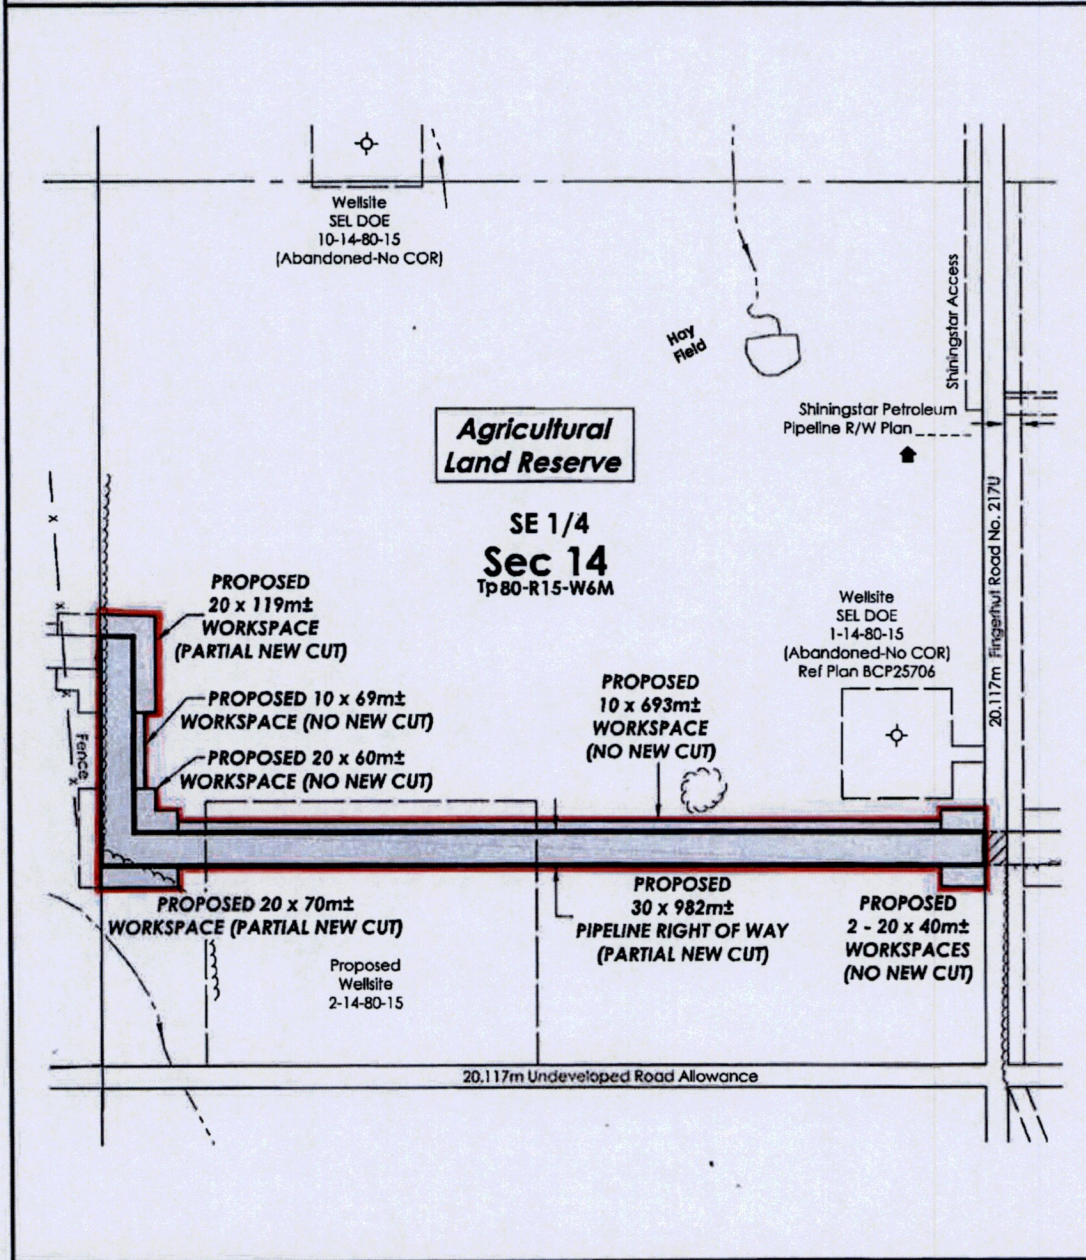 Wellsite
SEL DOE
10-14-80-15
(Abandoned-No COR)
Hay
Field
Shiningstar Access
Shiningstar Petroleum
Pipeline R/W Plan
Agricultural
Land Reserve
SE 1/4
Sec 14
Tp 80-R15-W6M
20.117m Fingerhut Road No. 217U
PROPOSED
20 x 119m±
WORKSPACE
(PARTIAL NEW CUT)
Wellsite
SEL DOE
1-14-80-15
(Abandoned-No COR)
Ref Plan BCP25706
PROPOSED 10 x 69m±
WORKSPACE (NO NEW CUT)
PROPOSED
10 x 693m±
WORKSPACE
(NO NEW CUT)
PROPOSED 20 x 60m±
WORKSPACE (NO NEW CUT)
x
x
x
x
Fence
PROPOSED 20 x 70m±
WORKSPACE (PARTIAL NEW CUT)
PROPOSED
30 x 982m±
PIPELINE RIGHT OF WAY
(PARTIAL NEW CUT)
PROPOSED
2 - 20 x 40m±
WORKSPACES
(NO NEW CUT)
Proposed
Wellsite
2-14-80-15
20.117m Undeveloped Road Allowance